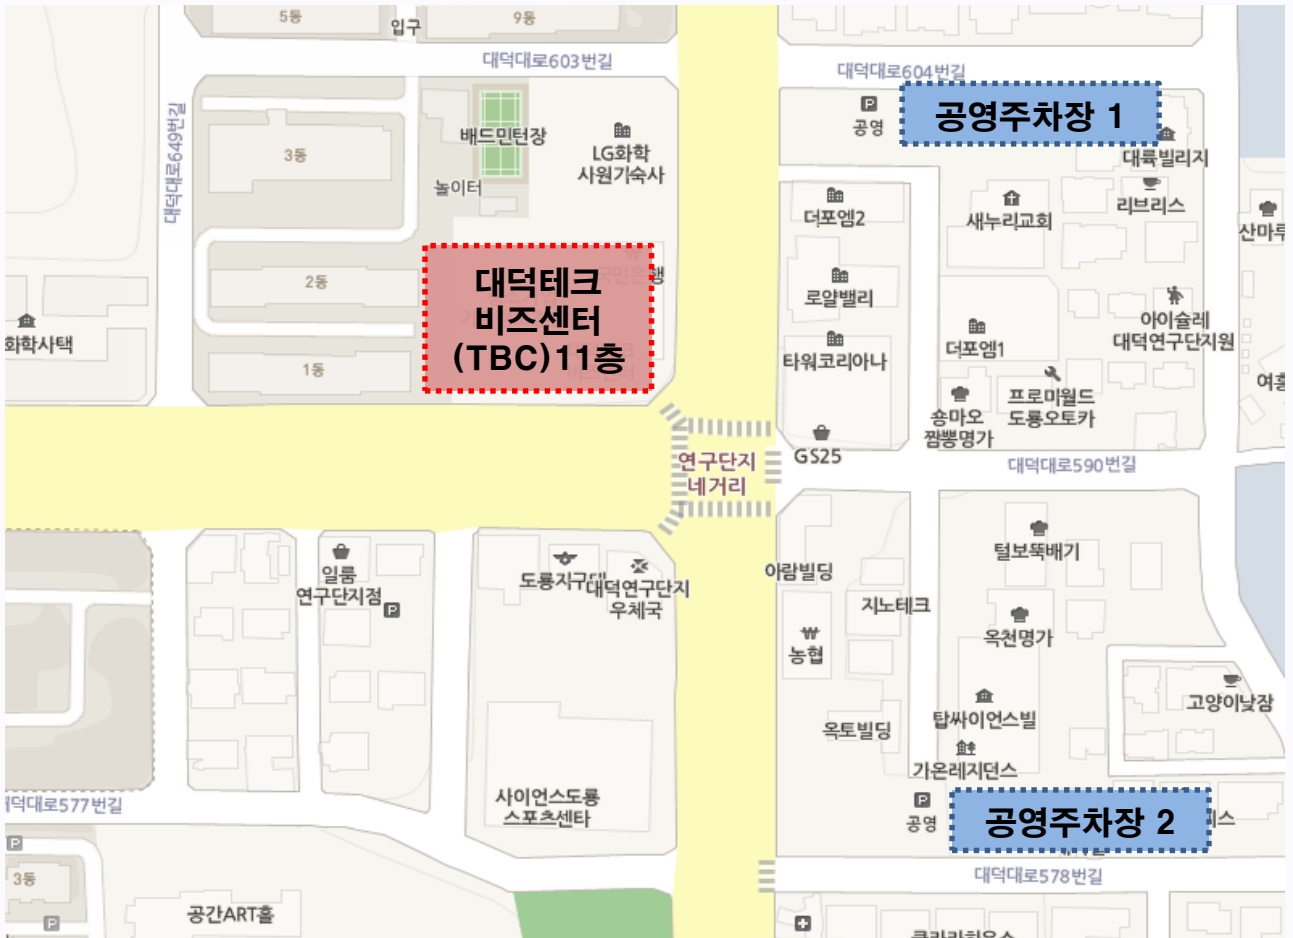 5동
입구
9동
대덕대로603번길
대덕대로604번길
대덕대로649번길
P
공영
공영주차장 1
대륙빌리지
배드민턴장
LG화학
사원기숙사
3동
놀이터
더포엠2
새누리교회
리브리스
산마루
대덕테크
비즈센터
(TBC)11층
2동
로얄밸리
아이슐레
대덕연구단지원
화학사택
타워코리아나
더포엠1
1동
프로미월드
도룡오토카
숑마오
짬뽕명가
GS25
연구단지
네거리
대덕대로590번길
털보뚝배기
일룸
연구단지점
P
도룡지구대
대덕연구단지
우체국
아람빌딩
지노테크
옥천명가
농협
고양이낮잠
탑싸이언스빌
옥토빌딩
가온레지던스
P
공영
공영주차장 2
대덕대로577번길
사이언스도룡
스포츠센타
P
3동
대덕대로578번길
P
공간ART홀